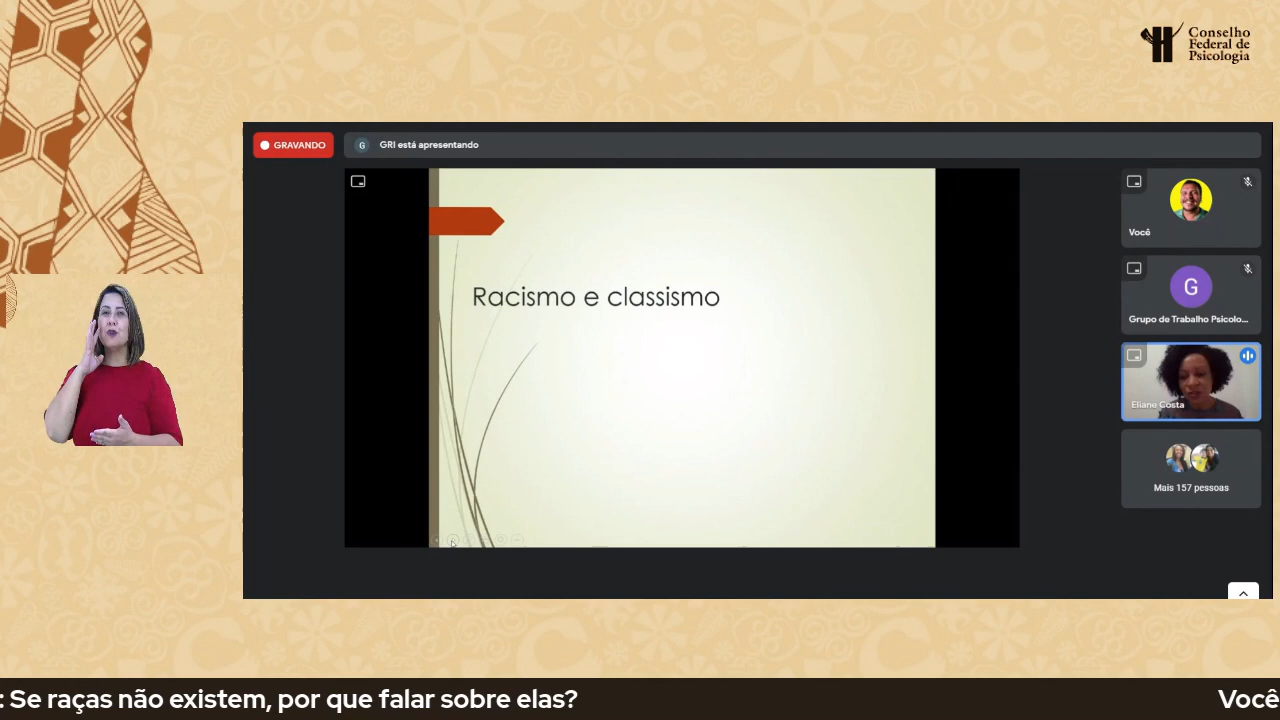 Conselho
Federal de
Psicologia
GRAVANDO
G
GRI está apresentando
Racismo e classismo
Você
G
Grupo de Trabalho Psicolo...
Eliane Costa
Mais 157 pessoas
: Se raças não existem, por que falar sobre elas?
Você